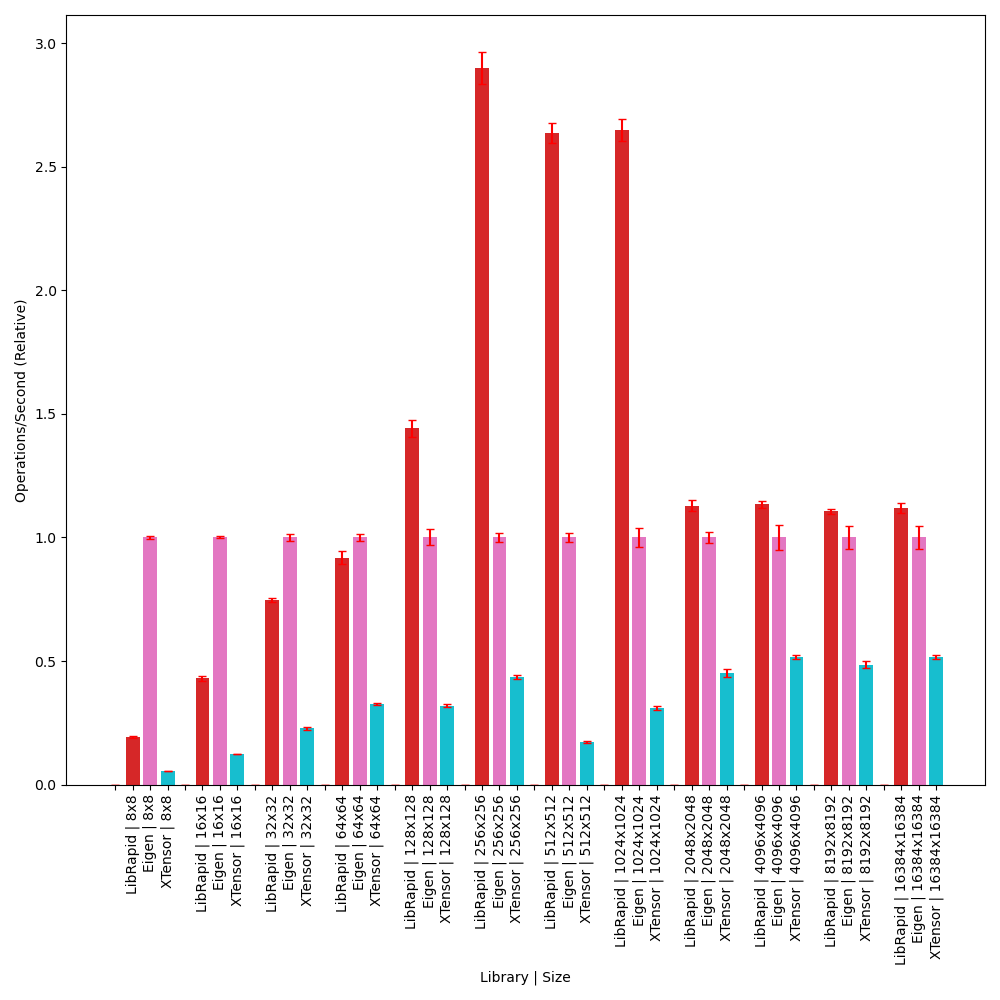 3.0
2.5
2.0
1.5
1.0
0.5
0.0
Operations/Second (Relative)
LibRapid | 8x8
Eigen | 8x8
XTensor | 8x8
LibRapid | 16x16
Eigen | 16x16
XTensor | 16x16
LibRapid | 32x32
Eigen | 32x32
XTensor | 32x32
LibRapid | 64x64
Eigen | 64x64
XTensor | 64x64
LibRapid | 128x128
Eigen | 128x128
XTensor | 128x128
LibRapid | 256x256
Eigen | 256x256
XTensor | 256x256
LibRapid | 512x512
Eigen | 512x512
XTensor | 512x512
LibRapid | 1024x1024
Eigen | 1024x1024
XTensor | 1024x1024
LibRapid | 2048x2048
Eigen | 2048x2048
XTensor | 2048x2048
LibRapid | 4096x4096
Eigen | 4096x4096
XTensor | 4096x4096
LibRapid | 8192x8192
Eigen | 8192x8192
XTensor | 8192x8192
LibRapid | 16384x16384
Eigen | 16384x16384
XTensor | 16384x16384
Library | Size